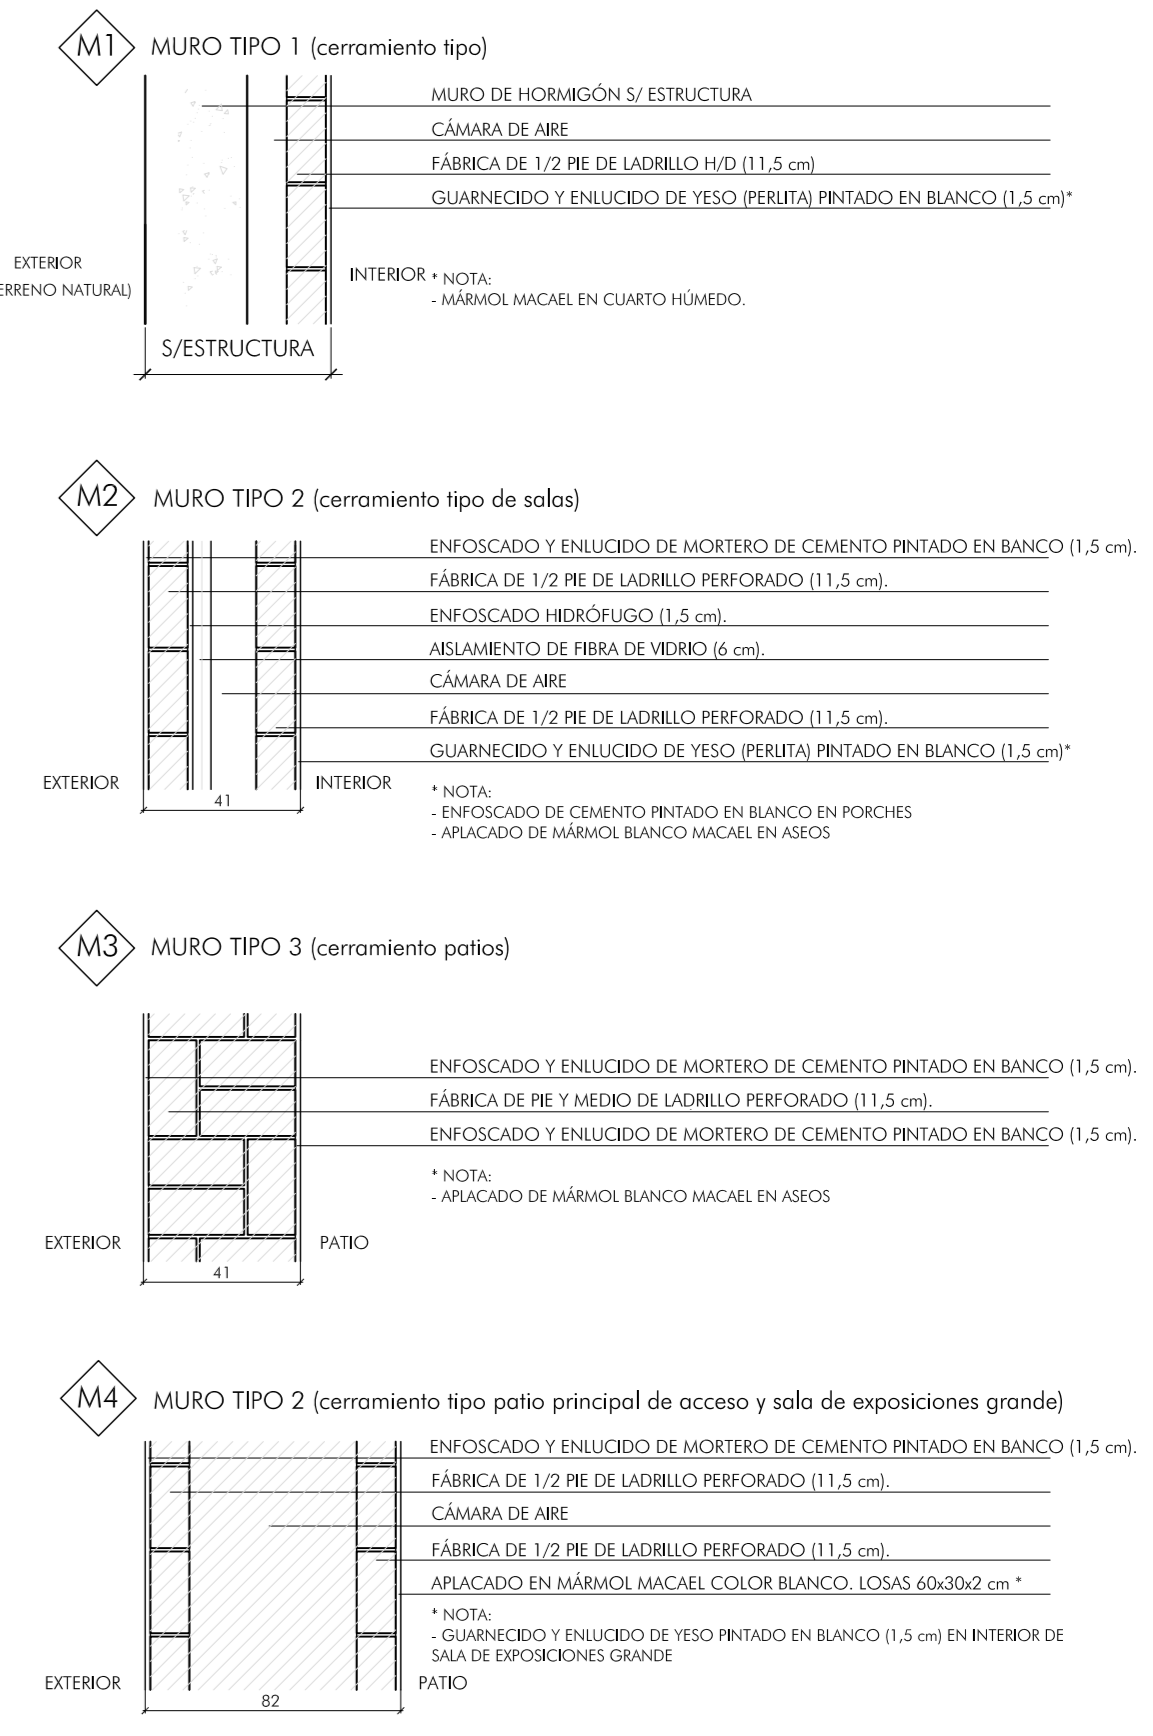 M1
MURO TIPO 1 (cerramiento tipo)
MURO DE HORMIGÓN S/ ESTRUCTURA
CÁMARA DE AIRE
FÁBRICA DE 1/2 PIE DE LADRILLO H/D (11,5 cm)
GUARNECIDO Y ENLUCIDO DE YESO (PERLITA) PINTADO EN BLANCO (1,5 cm)*
EXTERIOR
ERRENO NATURAL)
INTERIOR
* NOTA:
- MÁRMOL MACAEL EN CUARTO HÚMEDO.
S/ESTRUCTURA
M2
MURO TIPO 2 (cerramiento tipo de salas)
ENFOSCADO Y ENLUCIDO DE MORTERO DE CEMENTO PINTADO EN BANCO (1,5 cm).
FÁBRICA DE 1/2 PIE DE LADRILLO PERFORADO (11,5 cm).
ENFOSCADO HIDRÓFUGO (1,5 cm).
AISLAMIENTO DE FIBRA DE VIDRIO (6 cm).
CÁMARA DE AIRE
FÁBRICA DE 1/2 PIE DE LADRILLO PERFORADO (11,5 cm).
GUARNECIDO Y ENLUCIDO DE YESO (PERLITA) PINTADO EN BLANCO (1,5 cm)*
EXTERIOR
INTERIOR
41
* NOTA:
- ENFOSCADO DE CEMENTO PINTADO EN BLANCO EN PORCHES
- APLACADO DE MÁRMOL BLANCO MACAEL EN ASEOS
M3
MURO TIPO 3 (cerramiento patios)
ENFOSCADO Y ENLUCIDO DE MORTERO DE CEMENTO PINTADO EN BANCO (1,5 cm).
FÁBRICA DE PIE Y MEDIO DE LADRILLO PERFORADO (11,5 cm).
ENFOSCADO Y ENLUCIDO DE MORTERO DE CEMENTO PINTADO EN BANCO (1,5 cm).
* NOTA:
- APLACADO DE MÁRMOL BLANCO MACAEL EN ASEOS
EXTERIOR
PATIO
41
M4
MURO TIPO 2 (cerramiento tipo patio principal de acceso y sala de exposiciones grande)
ENFOSCADO Y ENLUCIDO DE MORTERO DE CEMENTO PINTADO EN BANCO (1,5 cm).
FÁBRICA DE 1/2 PIE DE LADRILLO PERFORADO (11,5 cm).
CÁMARA DE AIRE
FÁBRICA DE 1/2 PIE DE LADRILLO PERFORADO (11,5 cm).
APLACADO EN MÁRMOL MACAEL COLOR BLANCO. LOSAS 60x30x2 cm *
* NOTA:
- GUARNECIDO Y ENLUCIDO DE YESO PINTADO EN BLANCO (1,5 cm) EN INTERIOR DE
SALA DE EXPOSICIONES GRANDE
EXTERIOR
PATIO
82